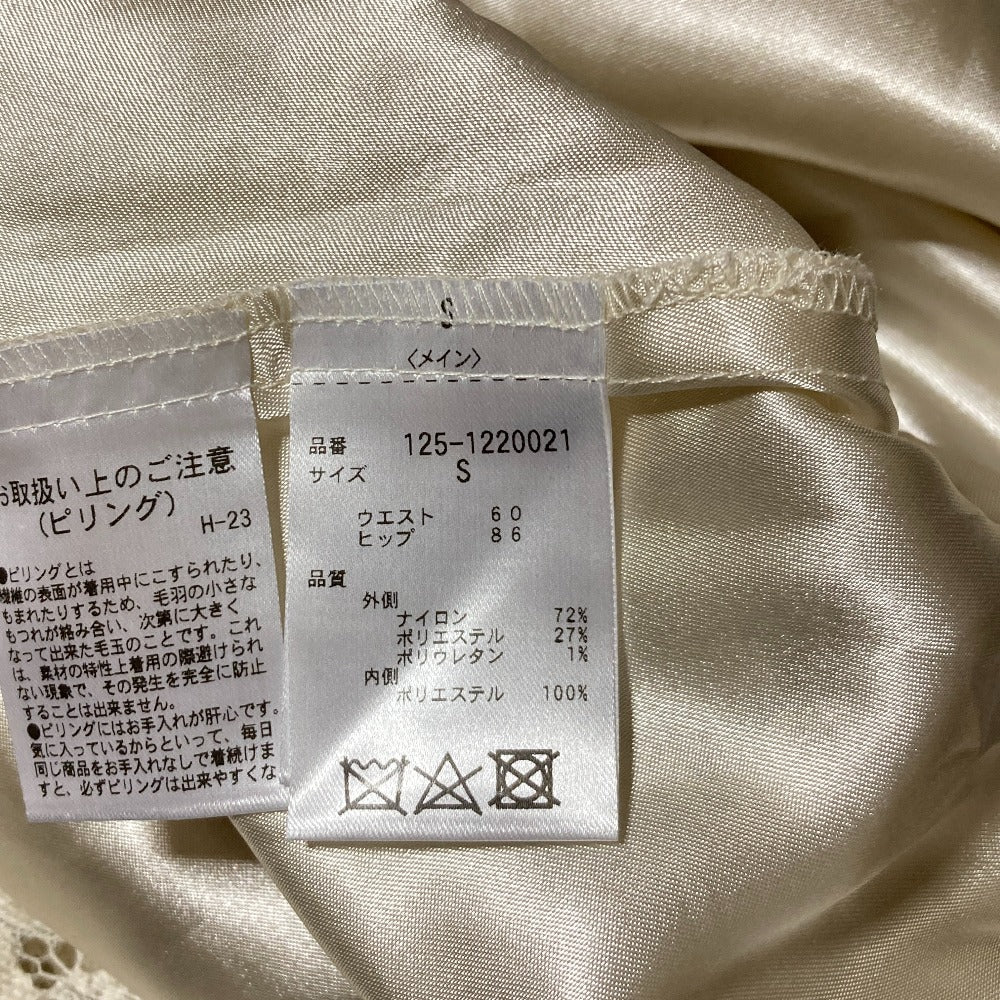 お取扱い上のご注意
(ピリング)
H-23
●ピリングとは
繊維の表面が着用中にこすられたり、
もまれたりするため、毛羽の小さな
もつれが絡み合い、次第に大きく
なって出来た毛玉のことです。これ
は、素材の特性上着用の際避けられ
ない現象で、その発生を完全に防止
することは出来ません。
●ピリングにはお手入れが肝心です。
気に入っているからといって、毎日
同じ商品をお手入れなしで着続けま
すと、必ずピリングは出来やすくな
S
〈メイン〉
品番 125-1220021
サイズ S
ウエスト 60
ヒップ 86
品質
外側
ナイロン 72%
ポリエステル 27%
ポリウレタン 1%
内側
ポリエステル 100%